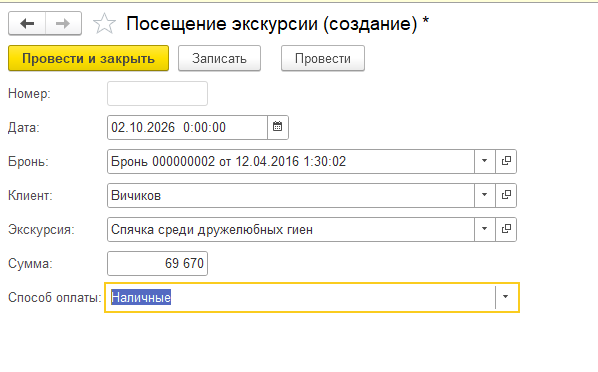 Посещение экскурсии (создание) *
Провести и закрыть Записать Провести
Номер:
Дата: 02.10.2026 0:00:00
Бронь: Бронь 000000002 от 12.04.2016 1:30:02
Клиент: Вичиков
Экскурсия: Спячка среди дружелюбных гиен
Сумма: 69 670
Способ оплаты: Наличные